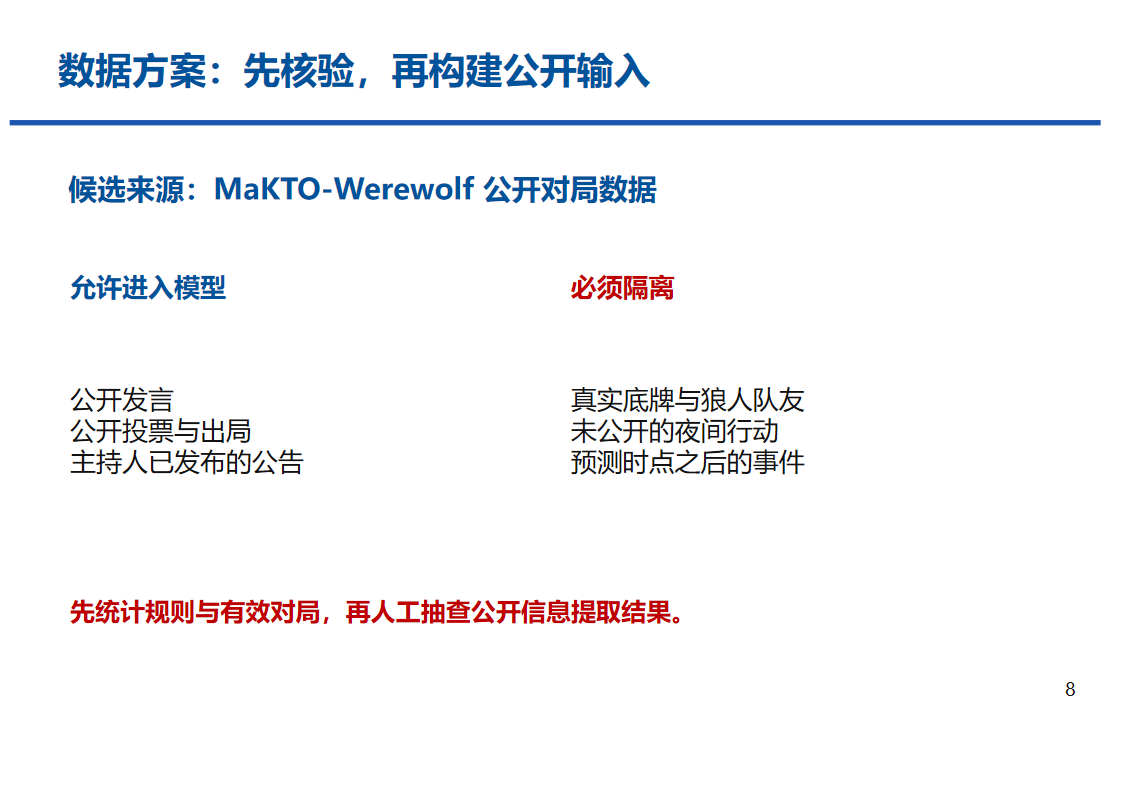 数据方案：先核验，再构建公开输入
候选来源：MaKTO-Werewolf 公开对局数据
允许进入模型
公开发言
公开投票与出局
主持人已发布的公告
必须隔离
真实底牌与狼人队友
未公开的夜间行动
预测时点之后的事件
先统计规则与有效对局，再人工抽查公开信息提取结果。
8